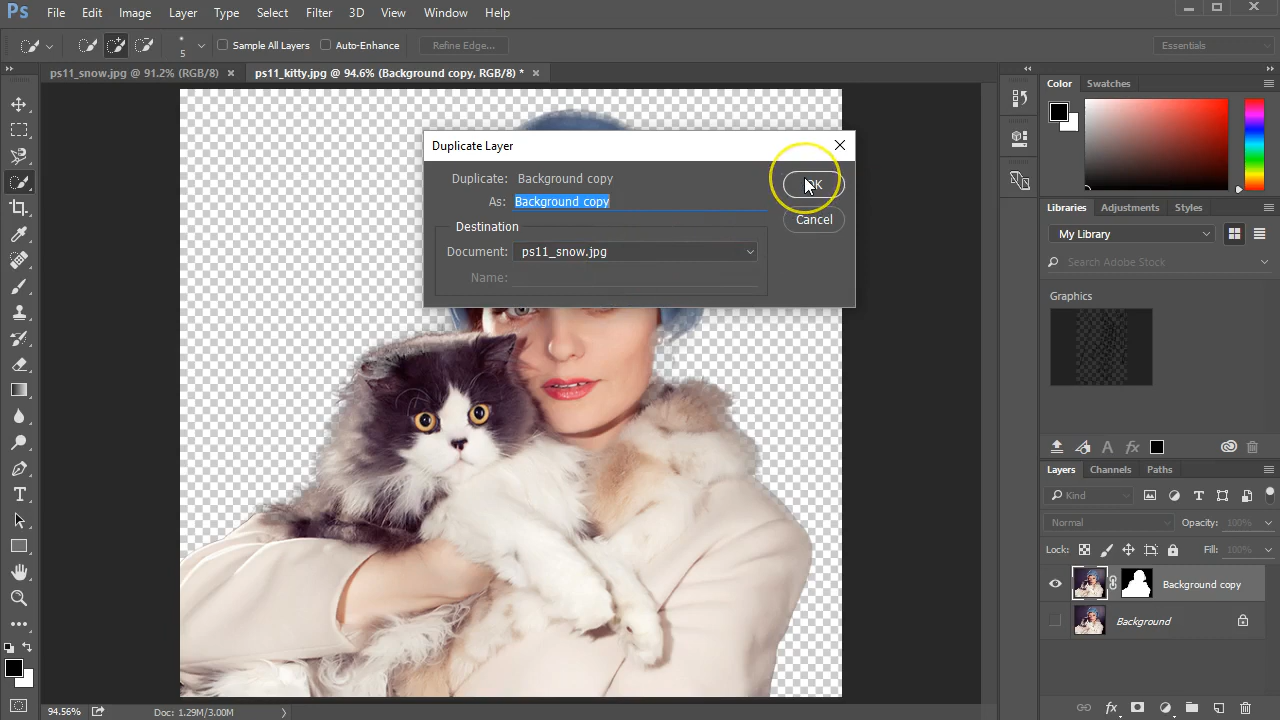 Ps File Edit Image Layer Type Select Filter 3D View Window Help
5 Sample All Layers Auto-Enhance Refine Edge... Essentials
ps11_snow.jpg @ 91.2% (RGB/8) × ps11_kitty.jpg @ 94.6% (Background copy, RGB/8) * ×
Color Swatches
Duplicate Layer
Duplicate: Background copy
OK
As: Background copy
Cancel
Destination
Document: ps11_snow.jpg
Name:
Libraries Adjustments Styles
My Library
Search Adobe Stock
Graphics
Layers Channels Paths
Kind
Normal Opacity: 100%
Lock: Fill: 100%
Background copy
Background
94.56% Doc: 1.29M/3.00M